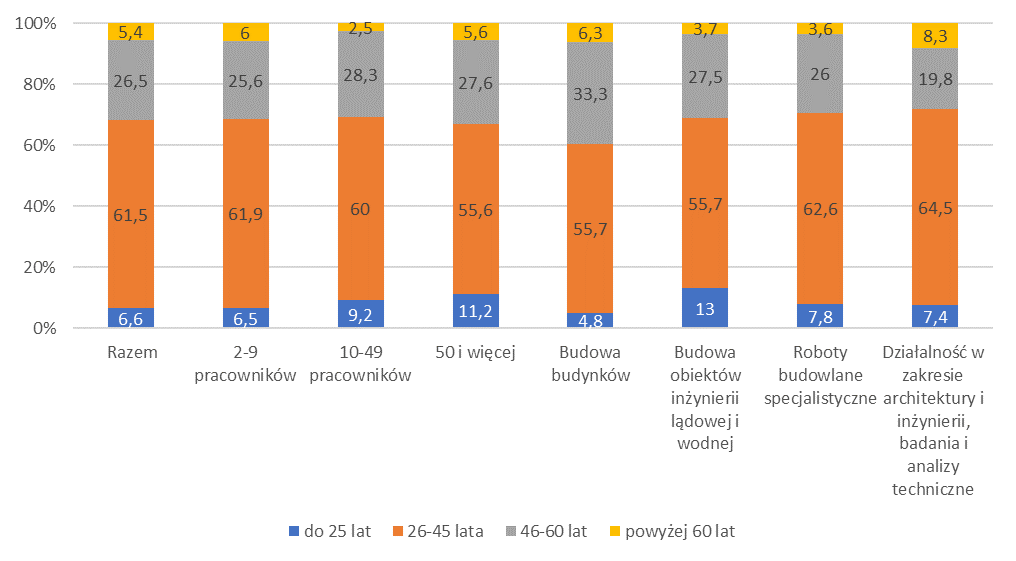 100%
80%
60%
40%
20%
0%
5,4 6 2,5 5,6 6,3 3,7 3,6 8,3
26,5 25,6 28,3 27,6 33,3 27,5 26 19,8
61,5 61,9 60 55,6 55,7 55,7 62,6 64,5
6,6 6,5 9,2 11,2 4,8 13 7,8 7,4
Razem
2-9
pracowników
10-49
pracowników
50 i więcej
Budowa
budynków
Budowa
obiektów
inżynierii
lądowej i
wodnej
Roboty
budowlane
specjalistyczne
Działalność w
zakresie
architektury i
inżynierii,
badania i
analizy
techniczne
do 25 lat 26-45 lata 46-60 lat powyżej 60 lat